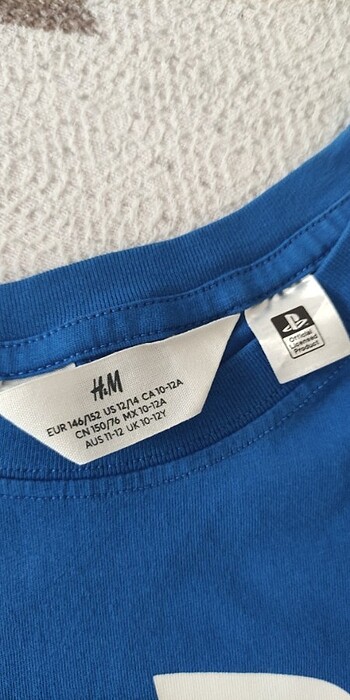 H&M
EUR 146/152 US 12/14 CA 10-12A
CN 150/76 MX 10-12A
AUS 11-12 UK 10-12Y
Official
Licensed
Product